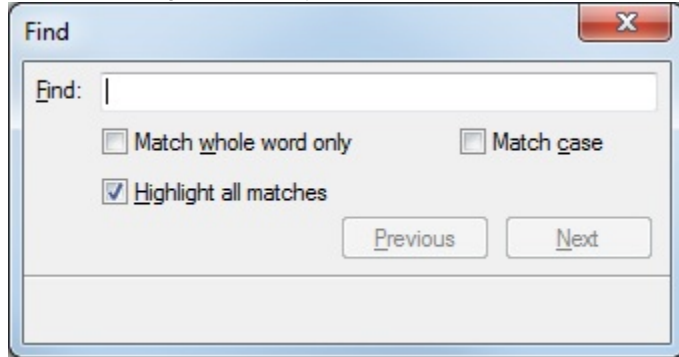 Find
Find:
Match whole word only Match case
Highlight all matches
Previous Next